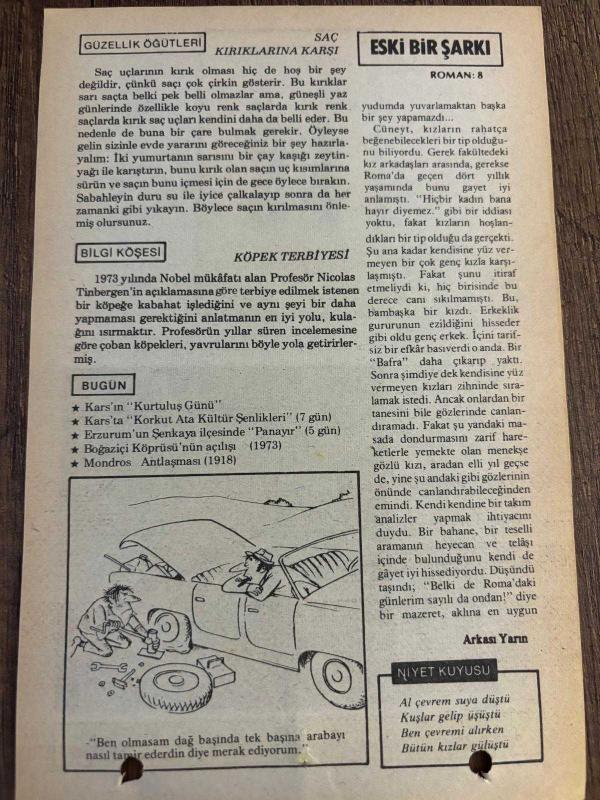 GÜZELLİK ÖĞÜTLERİ
SAÇ
KIRIKLARINA KARŞI
Saç uçlarının kırık olması hiç de hoş bir şey
değildir, çünkü saçı çok çirkin gösterir. Bu kırıklar
sarı saçta belki pek belli olmazlar ama, güneşli yaz
günlerinde özellikle koyu renk saçlarda kırık renk
saçlarda kırık saç uçları kendini daha da belli eder. Bu
nedenle de buna bir çare bulmak gerekir. Öyleyse
gelin sizinle evde yararını göreceğiniz bir şey hazırla-
yalım: İki yumurtanın sarısını bir çay kaşığı zeytin-
yağı ile karıştırın, bunu kırık olan saçın uç kısımlarına
sürün ve saçın bunu içmesi için de gece öylece bırakın.
Sabahleyin duru su ile iyice çalkalayıp sonra da her
zamanki gibi yıkayın. Böylece saçın kırılmasını önle-
miş olursunuz.
BİLGİ KÖŞESİ
KÖPEK TERBİYESİ
1973 yılında Nobel mükâfatı alan Profesör Nicolas
Tinbergen'in açıklamasına göre terbiye edilmek istenen
bir köpeğe kabahat işlediğini ve aynı şeyi bir daha
yapmaması gerektiğini anlatmanın en iyi yolu, kula-
ğını ısırmaktır. Profesörün yıllar süren incelemesine
göre çoban köpekleri, yavrularını böyle yola getirirler-
miş.
BUGÜN
★ Kars'ın "Kurtuluş Günü"
★ Kars'ta "Korkut Ata Kültür Şenlikleri" (7 gün)
★ Erzurum'un Şenkaya ilçesinde "Panayır" (5 gün)
★ Boğaziçi Köprüsü'nün açılışı (1973)
★ Mondros Antlaşması (1918)
-"Ben olmasam dağ başında tek başına arabayı
nasıl tamir ederdin diye merak ediyorum."
ESKİ BİR ŞARKI
ROMAN: 8
yudumda yuvarlamaktan başka
bir şey yapamazdı...
Cüneyt, kızların rahatça
beğenebilecekleri bir tip olduğu-
nu biliyordu. Gerek fakültedeki
kız arkadaşları arasında, gerekse
Roma'da geçen dört yıllık
yaşamında bunu gayet iyi
anlamıştı. "Hiçbir kadın bana
hayır diyemez." gibi bir iddiası
yoktu, fakat kızların hoşlan-
dıkları bir tip olduğu da gerçekti.
Şu ana kadar kendisine yüz ver-
meyen bir çok genç kızla karşı-
laşmıştı. Fakat şunu itiraf
etmeliydi ki, hiç birisinde bu
derece canı sıkılmamıştı. Bu,
bambaşka bir kızdı. Erkeklik
gururunun ezildiğini hisseder
gibi oldu genç erkek. İçini tarif-
siz bir efkâr basıverdi o anda. Bir
"Bafra" daha çıkarıp yaktı.
Sonra şimdiye dek kendisine yüz
vermeyen kızları zihninde sıra-
lamak istedi. Ancak onlardan bir
tanesini bile gözlerinde canlan-
dıramadı. Fakat şu yandaki ma-
sada dondurmasını zarif hare-
ketlerle yemekte olan menekşe
gözlü kızı, aradan elli yıl geçse
de, yine şu andaki gibi gözlerinin
önünde canlandırabileceğinden
emindi. Kendi kendine bir takım
analizler yapmak ihtiyacını
duydu. Bir bahane, bir teselli
aramanın heyecan ve telâşı
içinde bulunduğunu kendi de
gâyet iyi hissediyordu. Düşündü
taşındı; "Belki de Roma'daki
günlerim sayılı da ondan!" diye
bir mazeret, aklına en uygun
Arkası Yarın
NİYET KUYUSU
Al çevrem suya düştü
Kuşlar gelip üşüştü
Ben çevremi alırken
Bütün kızlar gülüştü